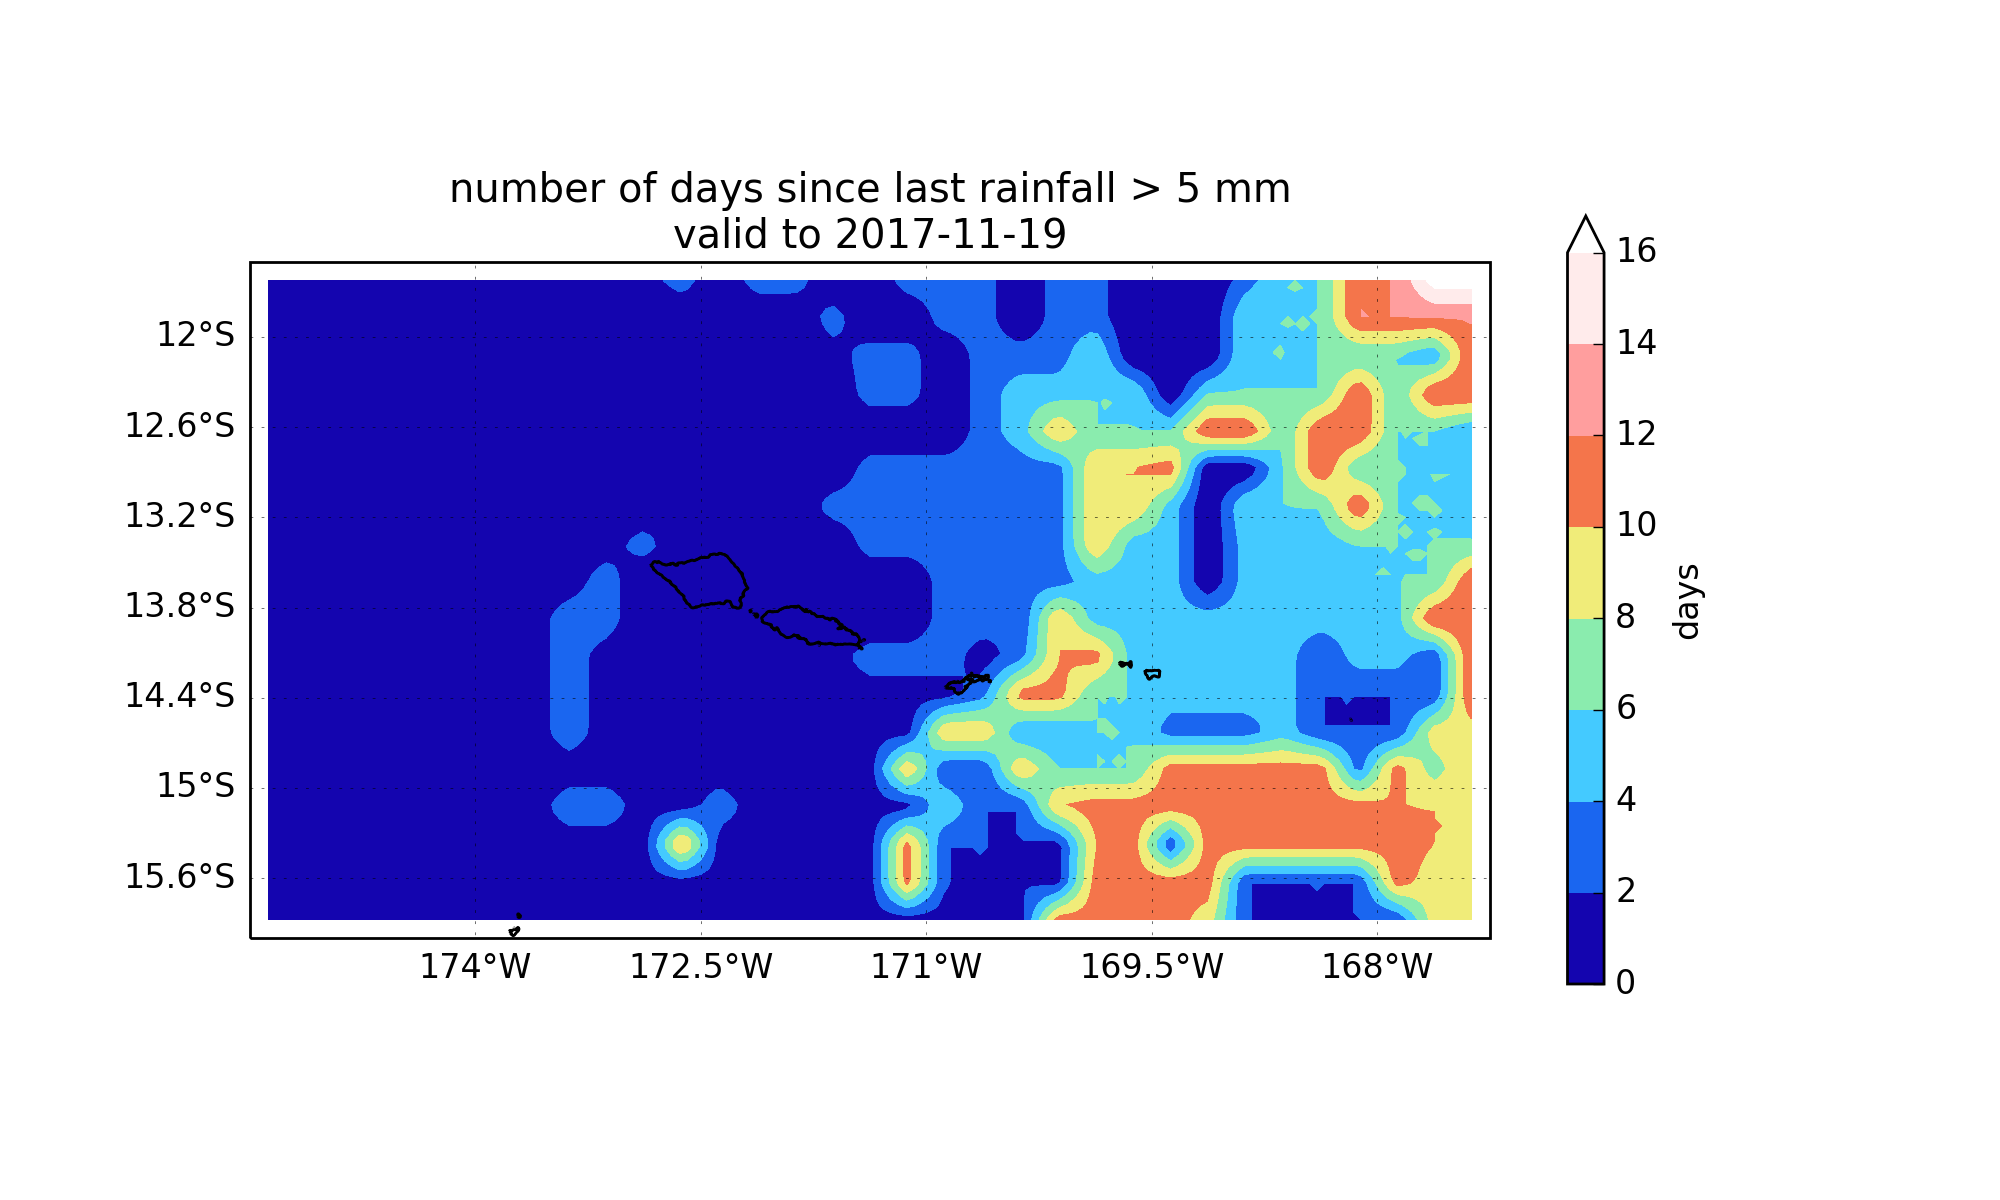 number of days since last rainfall > 5 mm
valid to 2017-11-19
12°S
12.6°S
13.2°S
13.8°S
14.4°S
15°S
15.6°S
174°W
172.5°W
171°W
169.5°W
168°W
16
14
12
10
8
6
4
2
0
days